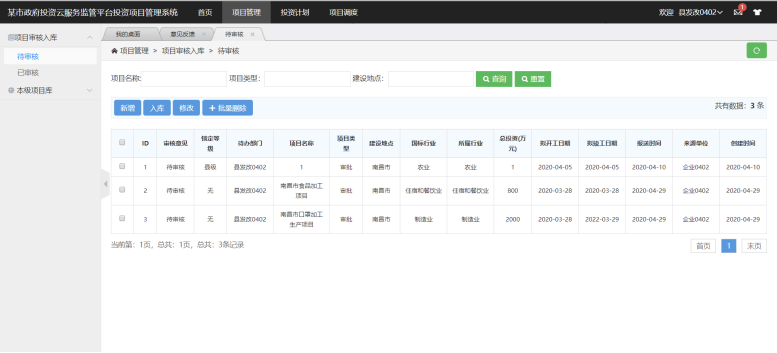 某市政府投资云服务监管平台投资项目管理系统 首页 项目管理 投资计划 项目调度 欢迎 县发改0402 1
项目审核入库
待审核
已审核
本级项目库
我的桌面 意见反馈 × 待审核 ×
项目管理 > 项目审核入库 > 待审核
项目名称: 项目类型: 建设地点: 查询 重置
新增 入库 修改 + 批量删除 共有数据：3 条
ID 审核意见 锁定等级 待办部门 项目名称 项目类型 建设地点 国标行业 所属行业 总投资(万元) 拟开工日期 拟竣工日期 报送时间 来源单位 创建时间
1 待审核 县级 县发改0402 1 审批 南昌市 农业 农业 1 2020-04-05 2020-04-05 2020-04-10 企业0402 2020-04-10
2 待审核 无 县发改0402 南昌市食品加工项目 审批 南昌市 住宿和餐饮业 住宿和餐饮业 800 2020-03-28 2020-03-28 2020-04-29 企业0402 2020-04-29
3 待审核 无 县发改0402 南昌市口罩加工生产项目 审批 南昌市 制造业 制造业 2000 2020-03-28 2022-03-29 2020-04-29 企业0402 2020-04-29
当前第：1页，总共：1页，总共：3条记录 首页 1 末页